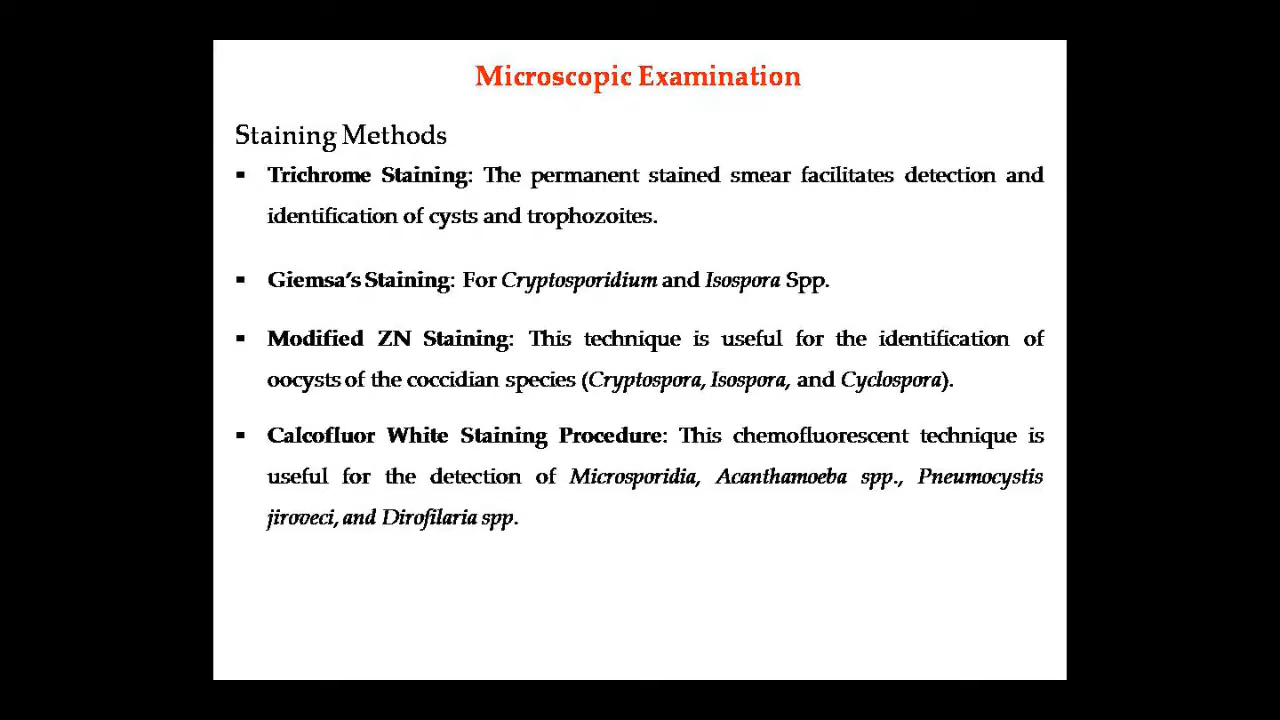 Microscopic Examination
Staining Methods
▪ Trichrome Staining: The permanent stained smear facilitates detection and
identification of cysts and trophozoites.
▪ Giemsa's Staining: For Cryptosporidium and Isospora Spp.
▪ Modified ZN Staining: This technique is useful for the identification of
oocysts of the coccidian species (Cryptospora, Isospora, and Cyclospora).
▪ Calcofluor White Staining Procedure: This chemofluorescent technique is
useful for the detection of Microsporidia, Acanthamoeba spp., Pneumocystis
jiroveci, and Dirofilaria spp.